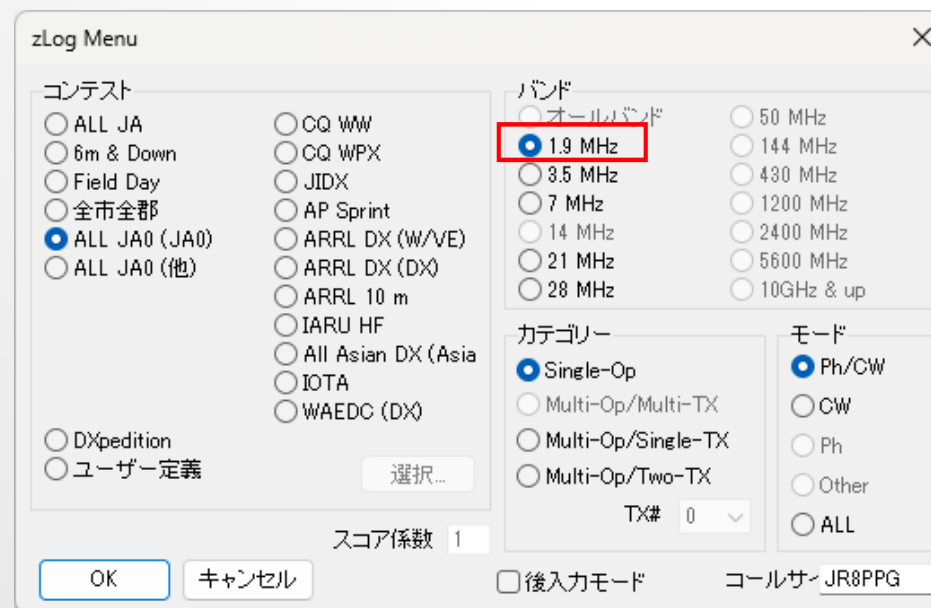 zLog Menu
コンテスト
ALL JA
6m & Down
Field Day
全市全郡
ALL JA0 (JA0)
ALL JA0 (他)
CQ WW
CQ WPX
JIDX
AP Sprint
ARRL DX (W/VE)
ARRL DX (DX)
ARRL 10 m
IARU HF
All Asian DX (Asia
IOTA
WAEDC (DX)
DXpedition
ユーザー定義
選択...
スコア係数 1
OK
キャンセル
バンド
オールバンド
1.9 MHz
3.5 MHz
7 MHz
14 MHz
21 MHz
28 MHz
50 MHz
144 MHz
430 MHz
1200 MHz
2400 MHz
5600 MHz
10GHz & up
カテゴリー
Single-Op
Multi-Op/Multi-TX
Multi-Op/Single-TX
Multi-Op/Two-TX
TX# 0
モード
Ph/CW
CW
Ph
Other
ALL
後入力モード
コールサイ JR8PPG